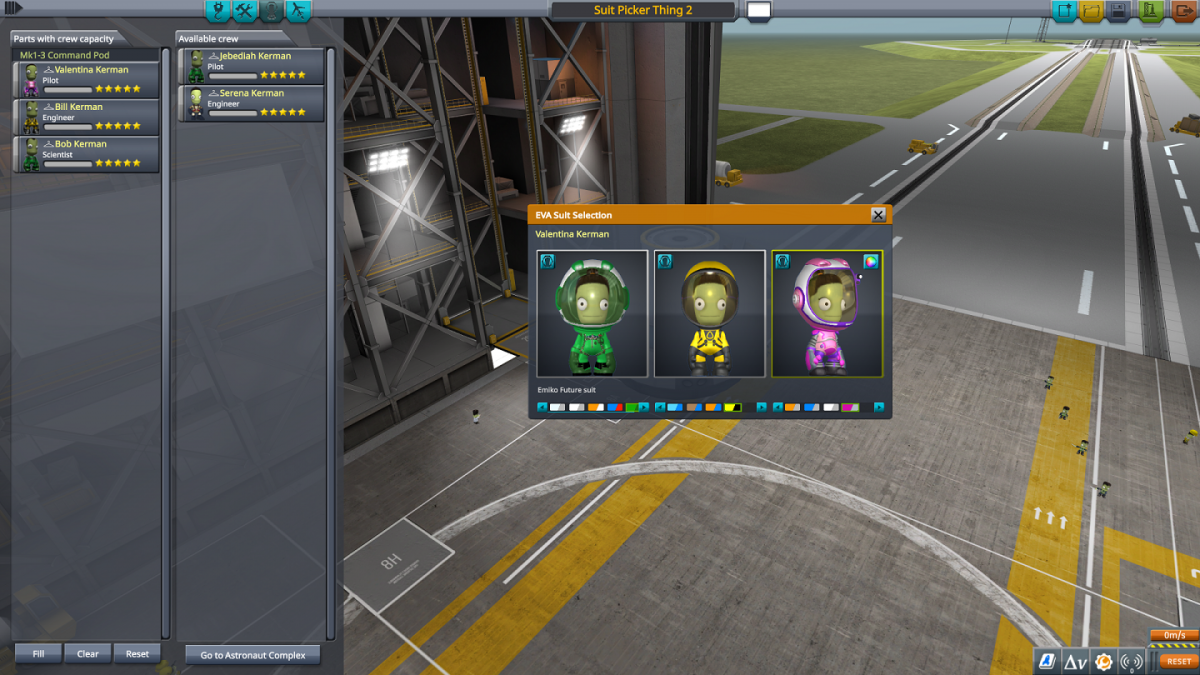 Suit Picker Thing 2
Parts with crew capacity
Mk1-3 Command Pod
Valentina Kerman
Pilot
Bill Kerman
Engineer
Bob Kerman
Scientist
Available crew
Jebediah Kerman
Pilot
Serena Kerman
Engineer
EVA Suit Selection
Valentina Kerman
Emiko Future suit
8H
Fill
Clear
Reset
Go to Astronaut Complex
0m/s
Δv
RESET